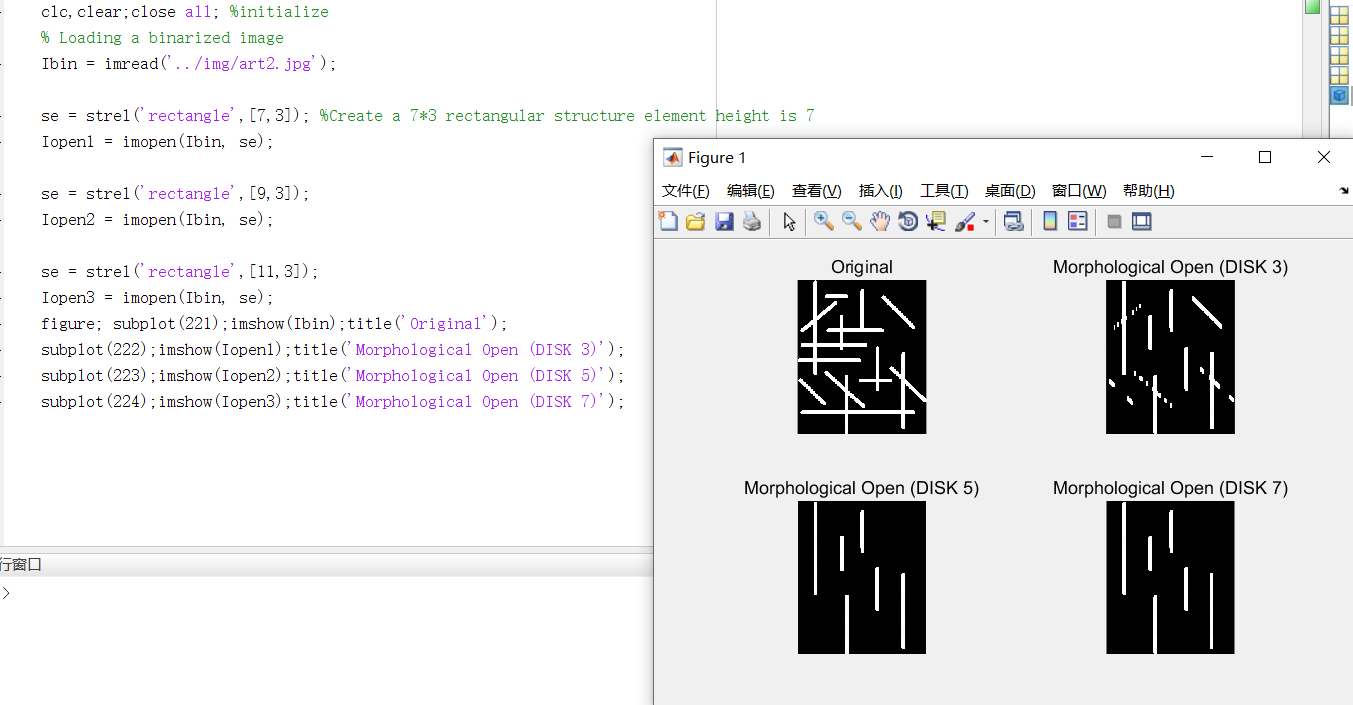 clc,clear;close all; %initialize
% Loading a binarized image
Ibin = imread('../img/art2.jpg');
se = strel('rectangle',[7,3]); %Create a 7*3 rectangular structure element height is 7
Iopen1 = imopen(Ibin, se);
se = strel('rectangle',[9,3]);
Iopen2 = imopen(Ibin, se);
se = strel('rectangle',[11,3]);
Iopen3 = imopen(Ibin, se);
figure; subplot(221);imshow(Ibin);title('Original');
subplot(222);imshow(Iopen1);title('Morphological Open (DISK 3)');
subplot(223);imshow(Iopen2);title('Morphological Open (DISK 5)');
subplot(224);imshow(Iopen3);title('Morphological Open (DISK 7)');
行窗口
>
Figure 1
文件(F) 编辑(E) 查看(V) 插入(I) 工具(T) 桌面(D) 窗口(W) 帮助(H)
Original
Morphological Open (DISK 3)
Morphological Open (DISK 5)
Morphological Open (DISK 7)